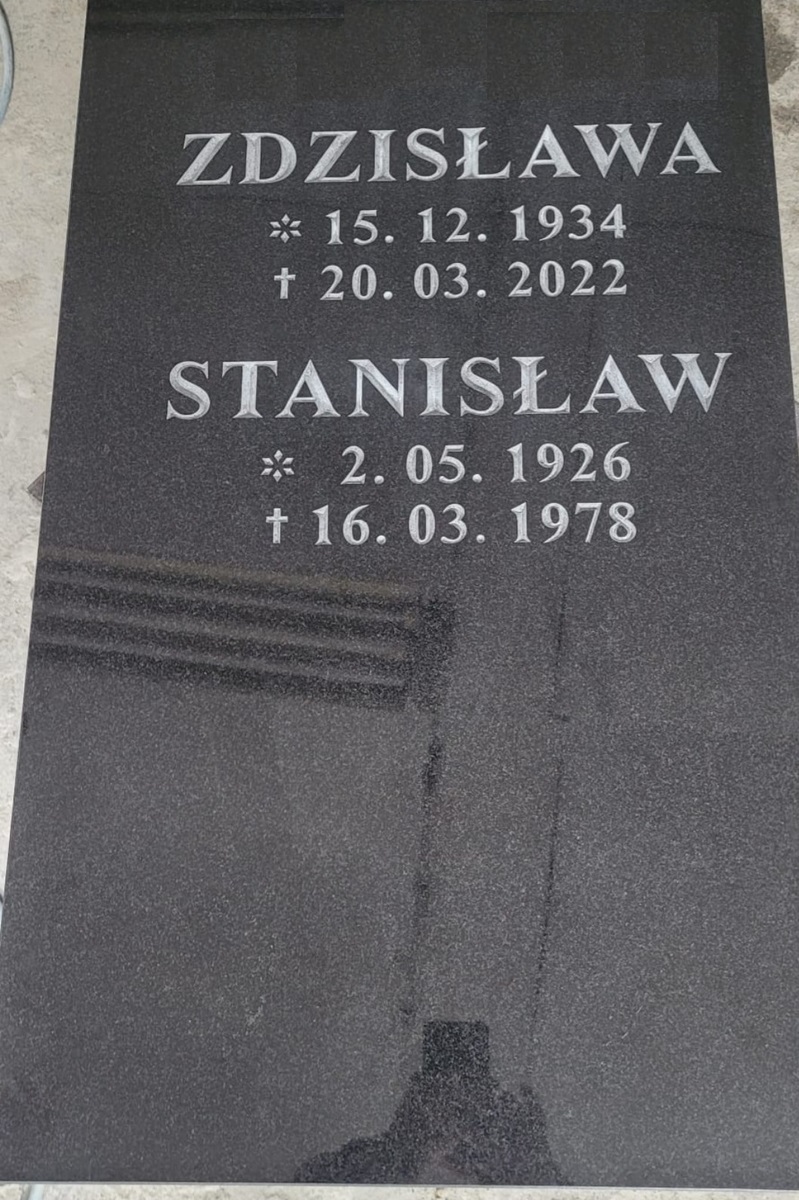 ZDZISŁAWA
✲ 15. 12. 1934
† 20. 03. 2022
STANISŁAW
✲ 2. 05. 1926
† 16. 03. 1978